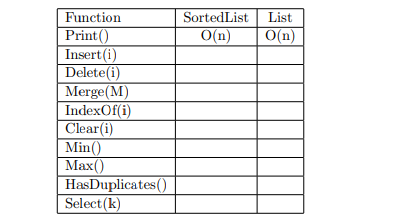 Function SortedList List
Print() O(n) O(n)
Insert(i)
Delete(i)
Merge(M)
IndexOf(i)
Clear(i)
Min()
Max()
HasDuplicates()
Select(k)